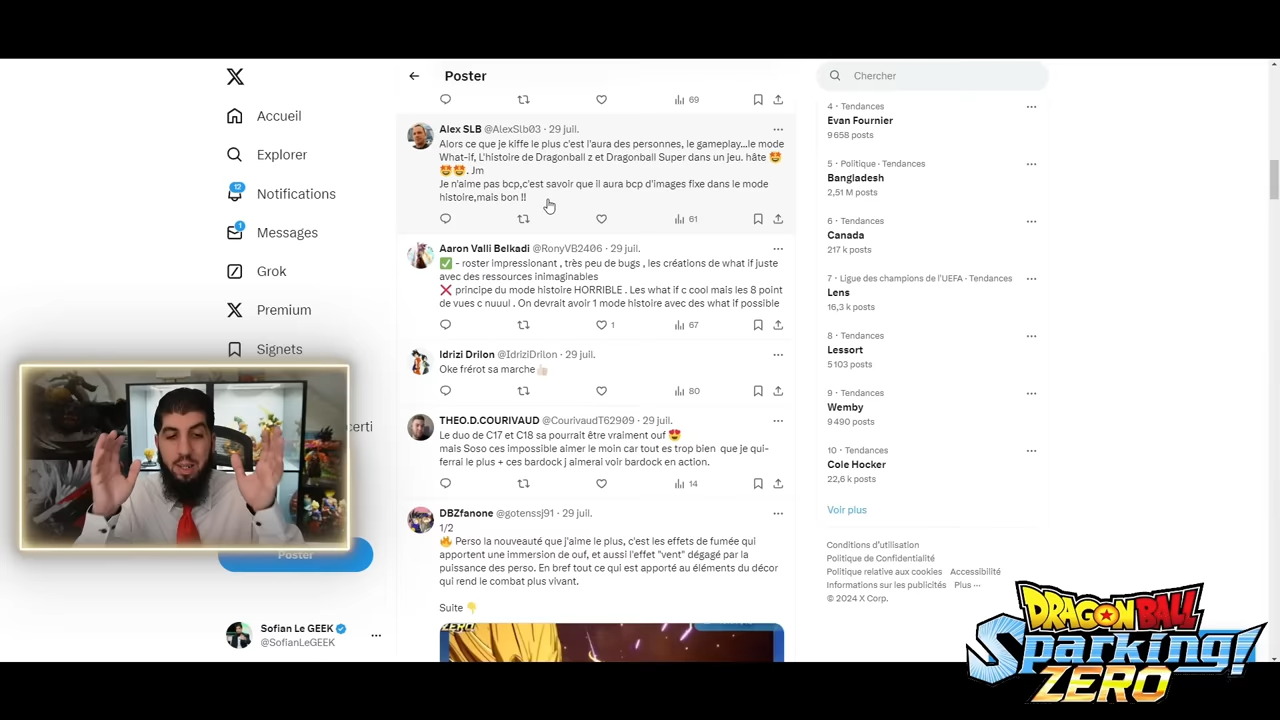 Accueil
Explorer
12
Notifications
1
Messages
Grok
Premium
Signets
certi
Poster
Sofian Le GEEK
@SofianLeGEEK
Poster
69
Alex SLB @AlexSlb03 · 29 juil.
Alors ce que je kiffe le plus c'est l'aura des personnes, le gameplay...le mode
What-If, L'histoire de Dragonball z et Dragonball Super dans un jeu. hâte 🤩
🤩🤩. Jm
Je n'aime pas bcp,c'est savoir que il aura bcp d'images fixe dans le mode
histoire,mais bon !!
61
Aaron Valli Belkadi @RonyVB2406 · 29 juil.
✅ - roster impressionant , très peu de bugs , les créations de what if juste
avec des ressources inimaginables
❌ principe du mode histoire HORRIBLE . Les what if c cool mais les 8 point
de vues c nuuul . On devrait avoir 1 mode histoire avec des what if possible
1
67
Idrizi Drilon @IdriziDrilon · 29 juil.
Oke frérot sa marche👍🏻
80
THEO.D.COURIVAUD @CourivaudT62909 · 29 juil.
Le duo de C17 et C18 sa pourrait être vraiment ouf 😍
mais Soso ces impossible aimer le moin car tout es trop bien que je qui-
ferrai le plus + ces bardock j aimerai voir bardock en action.
14
DBZfanone @gotenssj91 · 29 juil.
1/2
🔥 Perso la nouveauté que j'aime le plus, c'est les effets de fumée qui
apportent une immersion de ouf, et aussi l'effet "vent" dégagé par la
puissance des perso. En bref tout ce qui est apporté au éléments du décor
qui rend le combat plus vivant.
Suite 👇
ZERO
Chercher
4 · Tendances
Evan Fournier
9 658 posts
5 · Politique · Tendances
Bangladesh
2,51 M posts
6 · Tendances
Canada
217 k posts
7 · Ligue des champions de l'UEFA · Tendances
Lens
16,3 k posts
8 · Tendances
Lessort
5 103 posts
9 · Tendances
Wemby
9 490 posts
10 · Tendances
Cole Hocker
22,6 k posts
Voir plus
Conditions d'utilisation
Politique de Confidentialité
Politique relative aux cookies Accessibilité
Informations sur les publicités Plus ···
© 2024 X Corp.
DRAGON BALL
Sparking!
ZERO